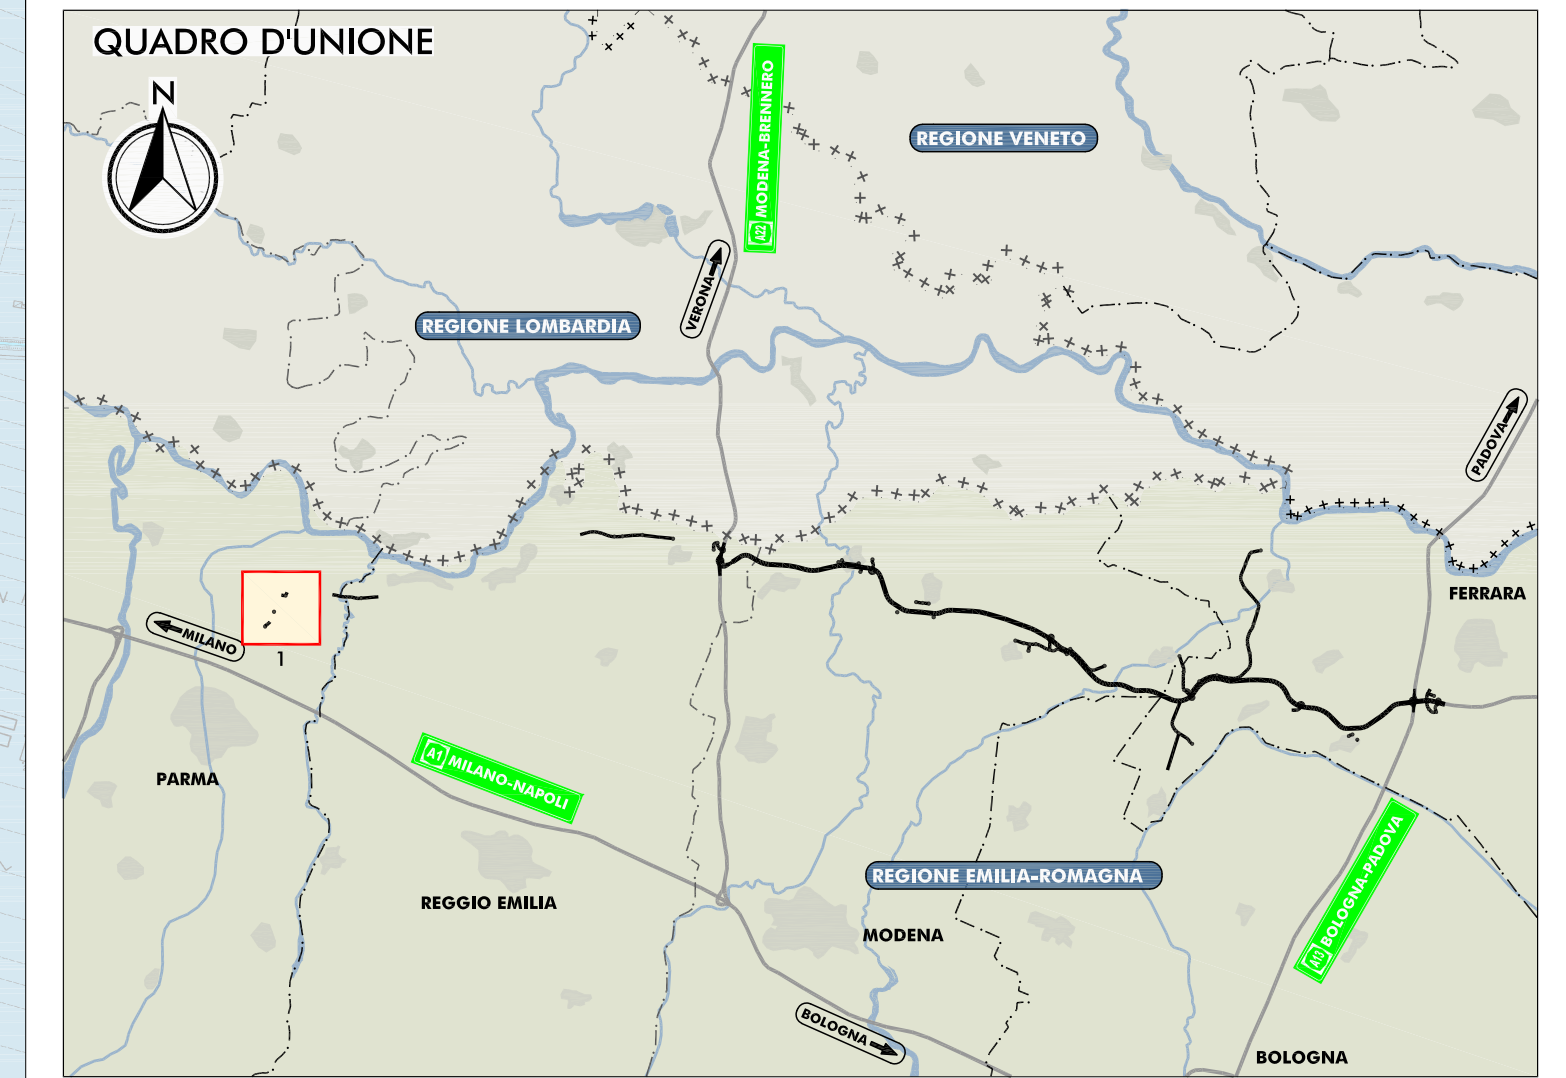 QUADRO D'UNIONE
N
A22 MODENA-BRENNERO
REGIONE VENETO
VERONA
REGIONE LOMBARDIA
PADOVA
FERRARA
MILANO
1
PARMA
A1 MILANO-NAPOLI
REGGIO EMILIA
REGIONE EMILIA-ROMAGNA
A13 BOLOGNA-PADOVA
MODENA
BOLOGNA
BOLOGNA